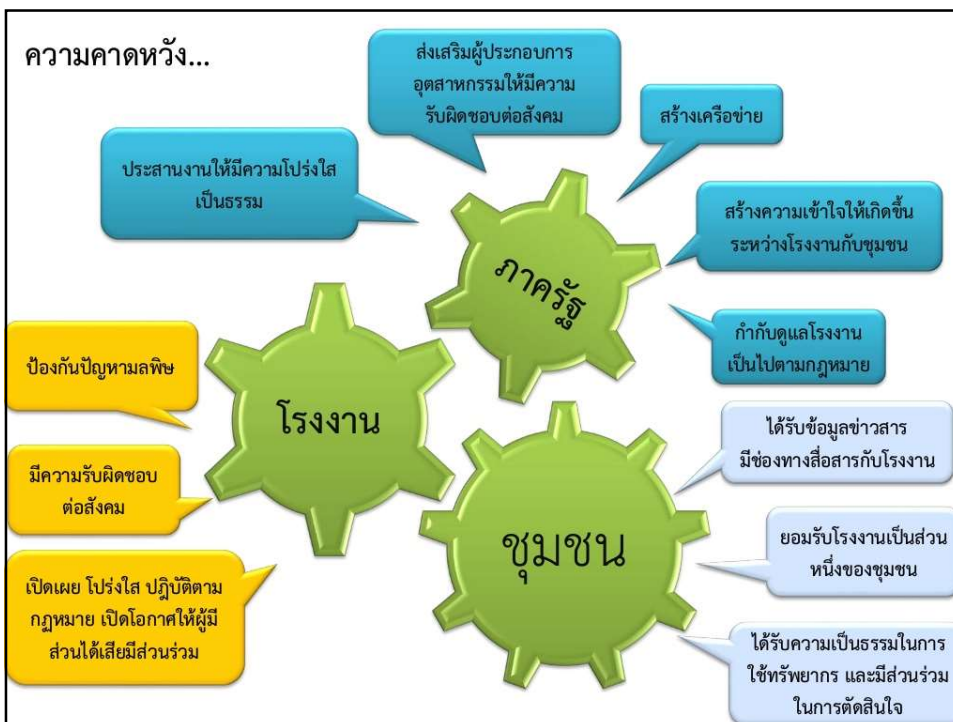 ความคาดหวัง...
ส่งเสริมผู้ประกอบการ
อุตสาหกรรมให้มีความ
รับผิดชอบต่อสังคม
สร้างเครือข่าย
ประสานงานให้มีความโปร่งใส
เป็นธรรม
สร้างความเข้าใจให้เกิดขึ้น
ระหว่างโรงงานกับชุมชน
ภาครัฐ
กำกับดูแลโรงงาน
เป็นไปตามกฎหมาย
ป้องกันปัญหามลพิษ
โรงงาน
มีความรับผิดชอบ
ต่อสังคม
เปิดเผย โปร่งใส ปฎิบัติตาม
กฎหมาย เปิดโอกาสให้ผู้มี
ส่วนได้เสียมีส่วนร่วม
ได้รับข้อมูลข่าวสาร
มีช่องทางสื่อสารกับโรงงาน
ชุมชน
ยอมรับโรงงานเป็นส่วน
หนึ่งของชุมชน
ได้รับความเป็นธรรมในการ
ใช้ทรัพยากร และมีส่วนร่วม
ในการตัดสินใจ